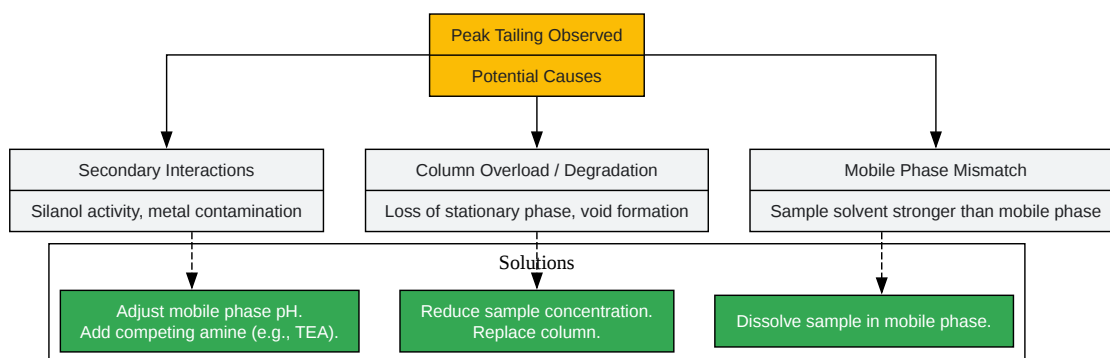 Peak Tailing Observed
Potential Causes
Secondary Interactions
Silanol activity, metal contamination
Column Overload / Degradation
Loss of stationary phase, void formation
Mobile Phase Mismatch
Sample solvent stronger than mobile phase
Solutions
Adjust mobile phase pH.
Add competing amine (e.g., TEA).
Reduce sample concentration.
Replace column.
Dissolve sample in mobile phase.